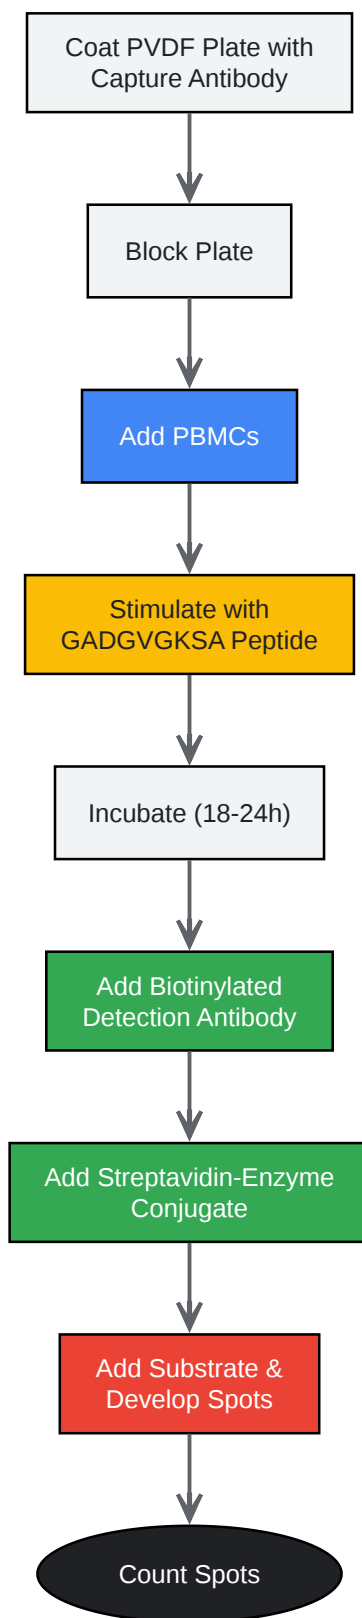 Coat PVDF Plate with
Capture Antibody
Block Plate
Add PBMCs
Stimulate with
GADGVGKSA Peptide
Incubate (18-24h)
Add Biotinylated
Detection Antibody
Add Streptavidin-Enzyme
Conjugate
Add Substrate &
Develop Spots
Count Spots